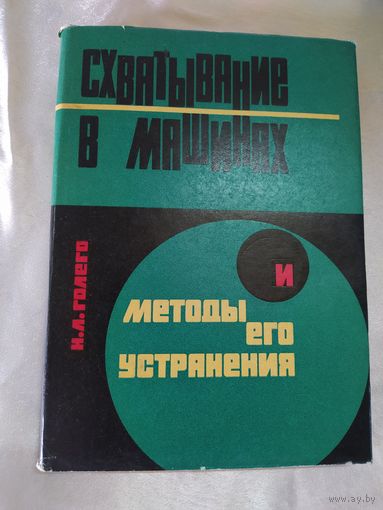 СХВАТЫВАНИЕ
В МАШИНАХ
Н.Л.ГОЛЕГО
И
МЕТОДЫ
ЕГО
УСТРАНЕНИЯ
www.ay.by